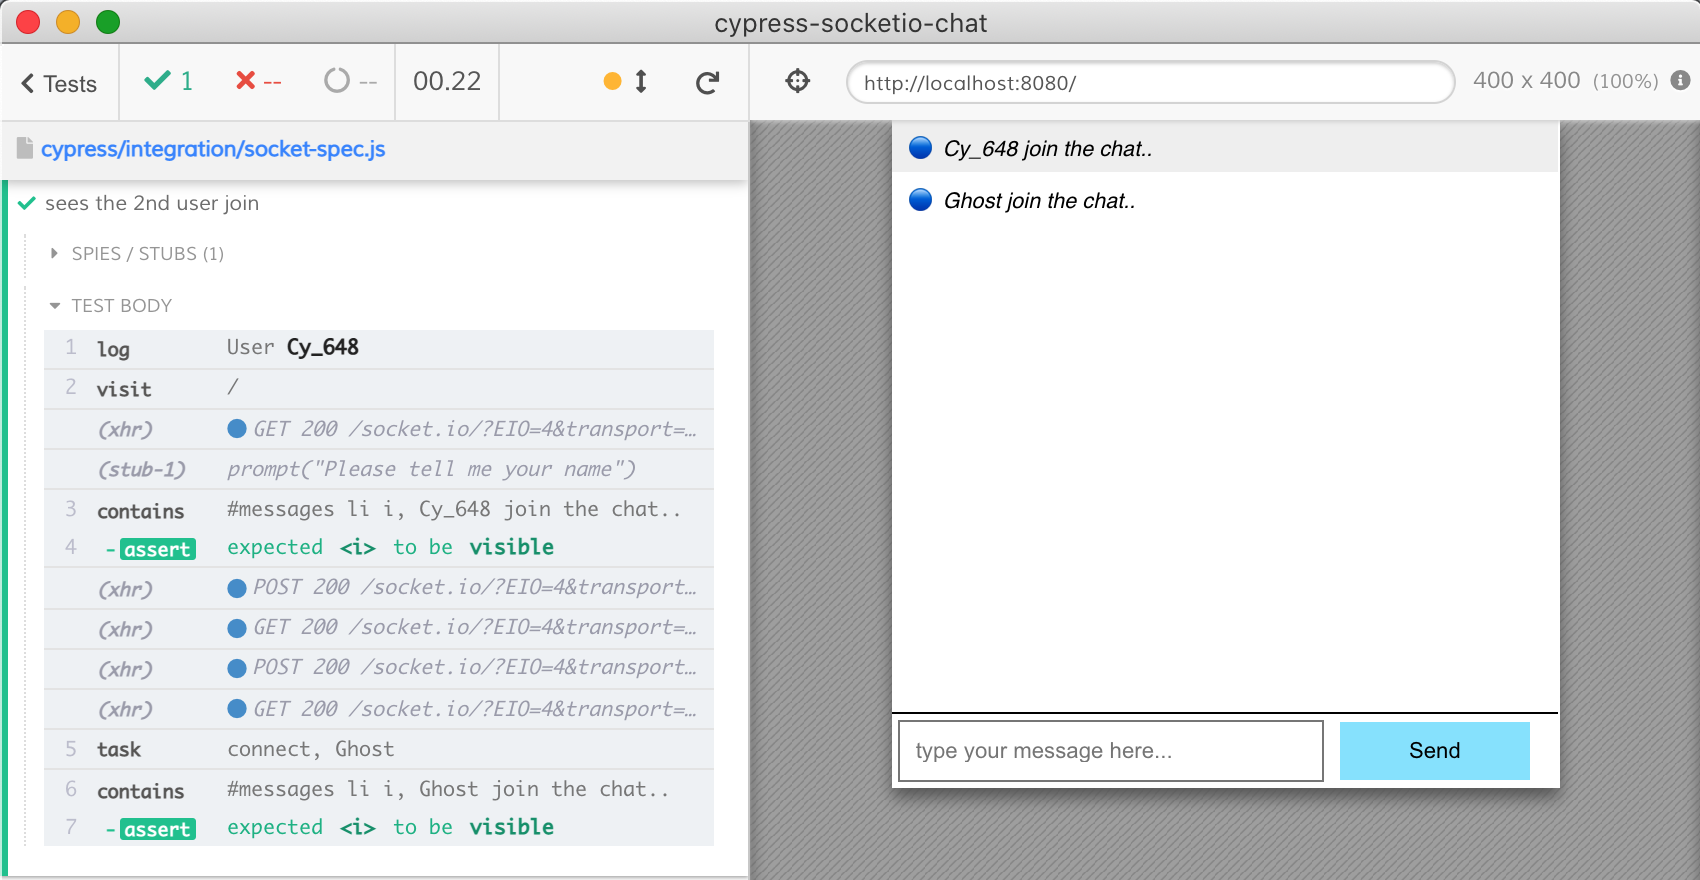 cypress-socketio-chat
Tests 1 -- -- 00.22 http://localhost:8080/ 400 x 400 (100%)
cypress/integration/socket-spec.js
sees the 2nd user join
SPIES / STUBS (1)
TEST BODY
1 log User Cy_648
2 visit /
(xhr) GET 200 /socket.io/?EIO=4&transport=…
(stub-1) prompt("Please tell me your name")
3 contains #messages li i, Cy_648 join the chat..
4 -assert expected <i> to be visible
(xhr) POST 200 /socket.io/?EIO=4&transport…
(xhr) GET 200 /socket.io/?EIO=4&transport=…
(xhr) POST 200 /socket.io/?EIO=4&transport…
(xhr) GET 200 /socket.io/?EIO=4&transport=…
5 task connect, Ghost
6 contains #messages li i, Ghost join the chat..
7 -assert expected <i> to be visible
Cy_648 join the chat..
Ghost join the chat..
type your message here...
Send